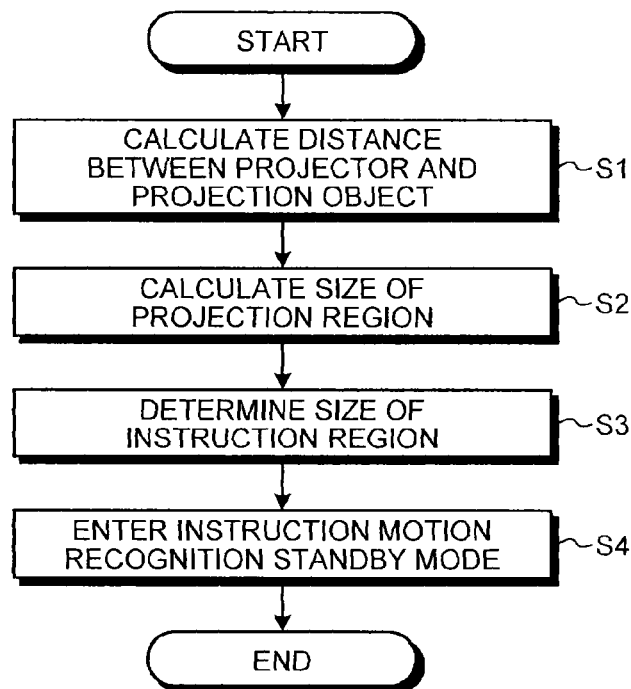 START
CALCULATE DISTANCE
BETWEEN PROJECTOR AND
PROJECTION OBJECT
S1
CALCULATE SIZE OF
PROJECTION REGION
S2
DETERMINE SIZE OF
INSTRUCTION REGION
S3
ENTER INSTRUCTION MOTION
RECOGNITION STANDBY MODE
S4
END